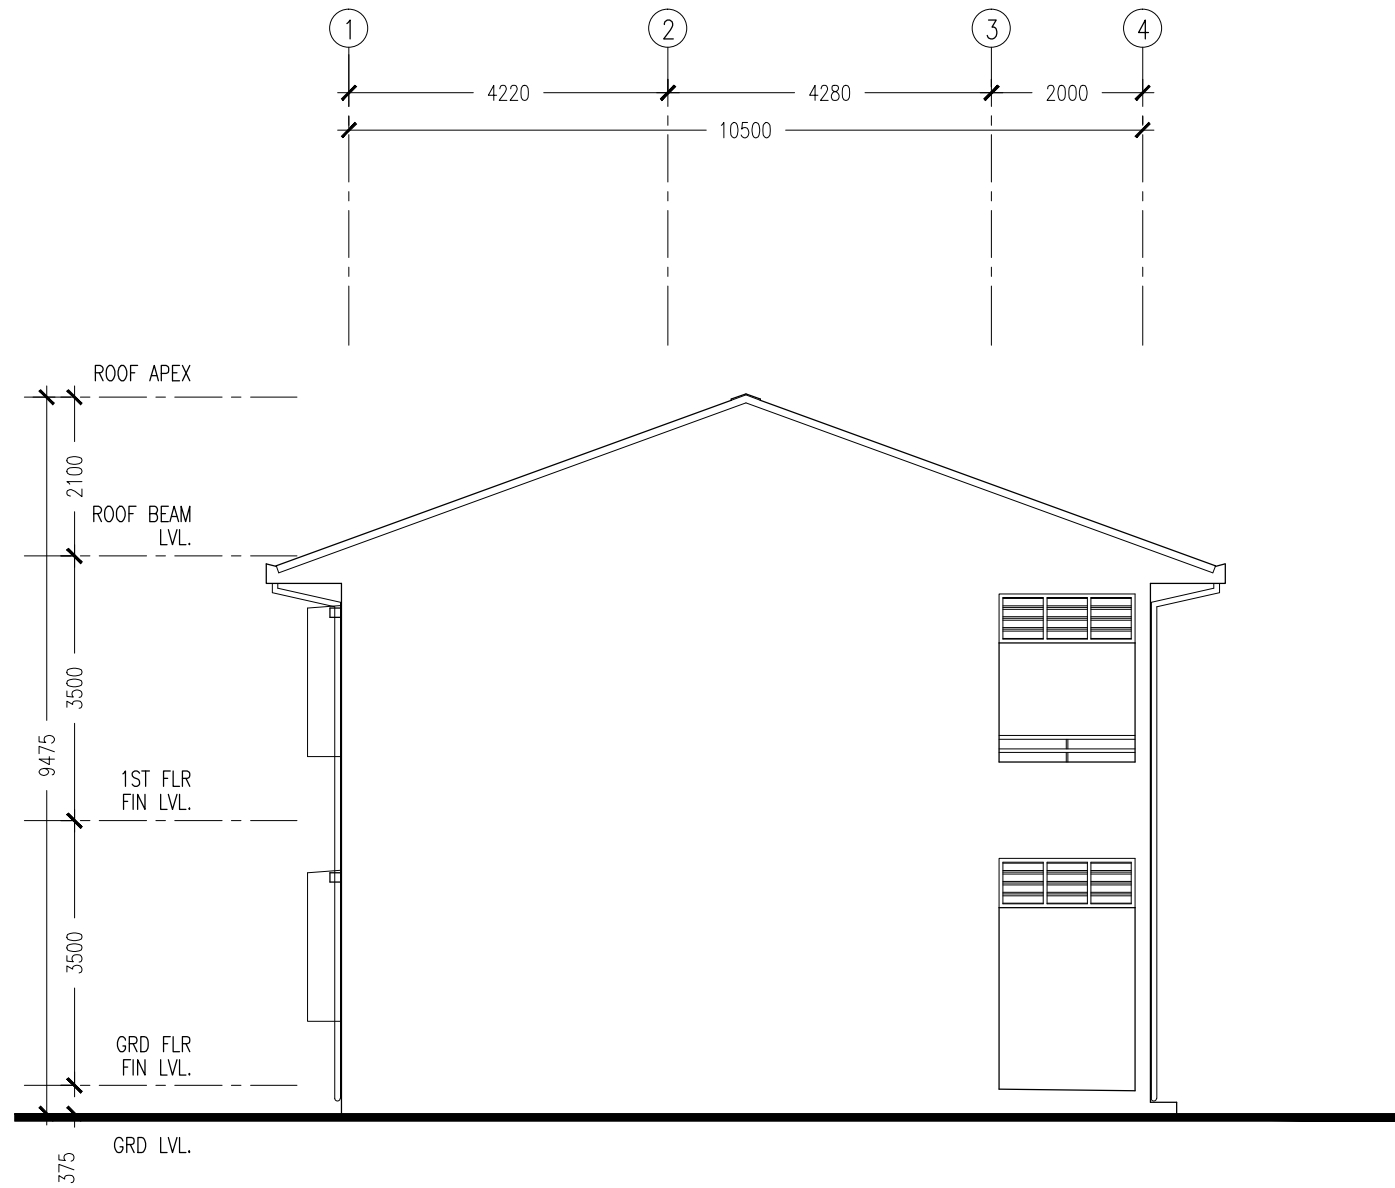 1 2 3 4
4220 4280 2000
10500
ROOF APEX
2100
ROOF BEAM
LVL.
3500
9475
1ST FLR
FIN LVL.
3500
GRD FLR
FIN LVL.
GRD LVL.
375